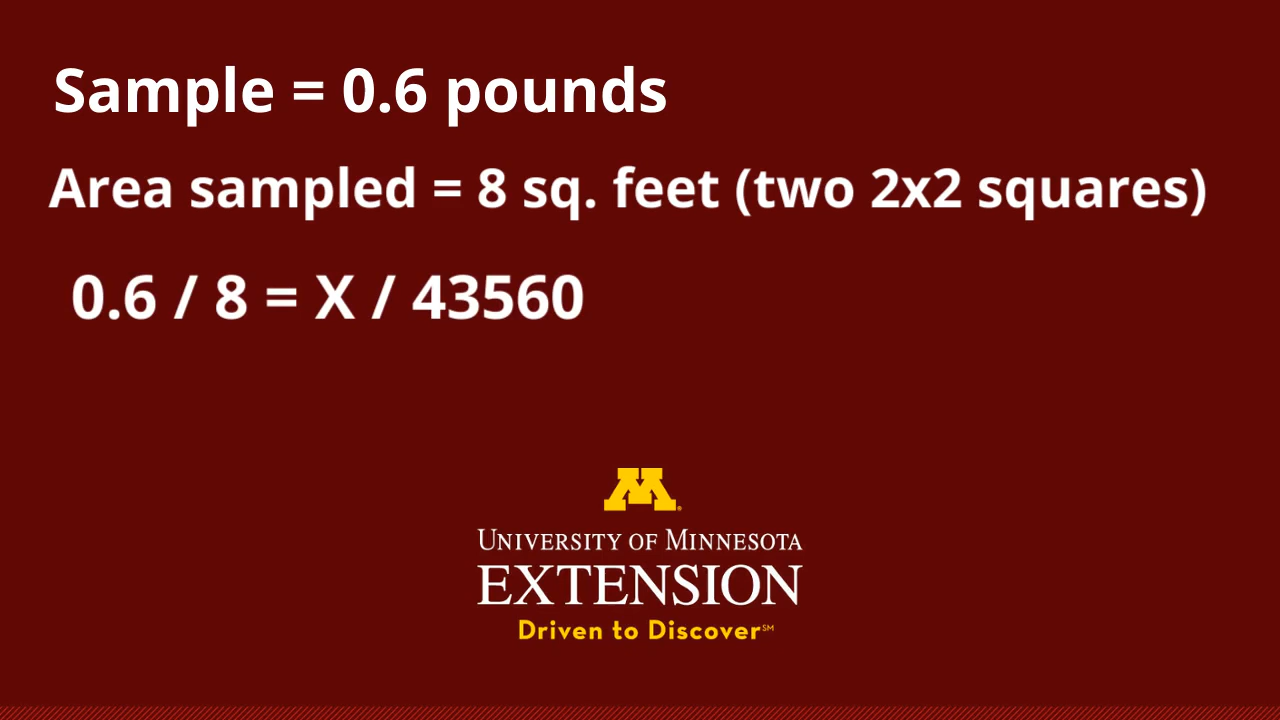 Sample = 0.6 pounds
Area sampled = 8 sq. feet (two 2x2 squares)
0.6 / 8 = X / 43560
M®
University of Minnesota
EXTENSION
Driven to Discover℠